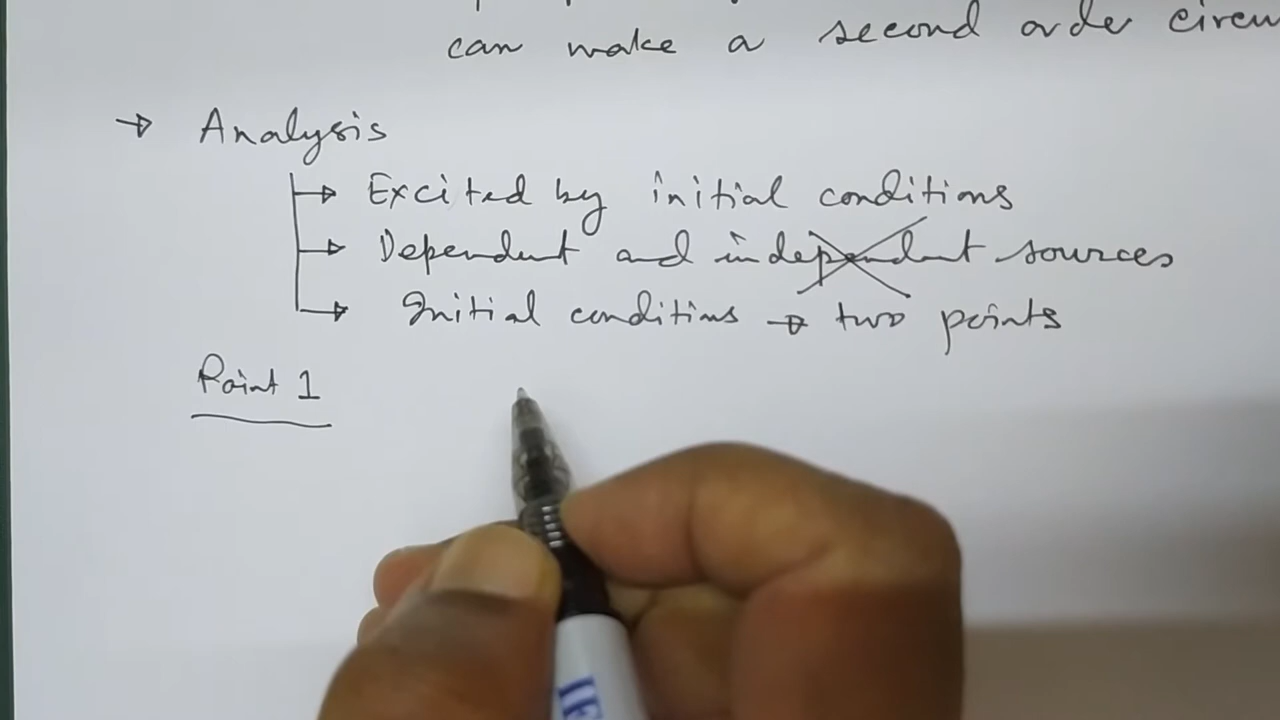 can make a second order circu
→ Analysis
→ Excited by initial conditions
→ Dependent and independent sources
→ Initial conditions → two points
Point 1
IF